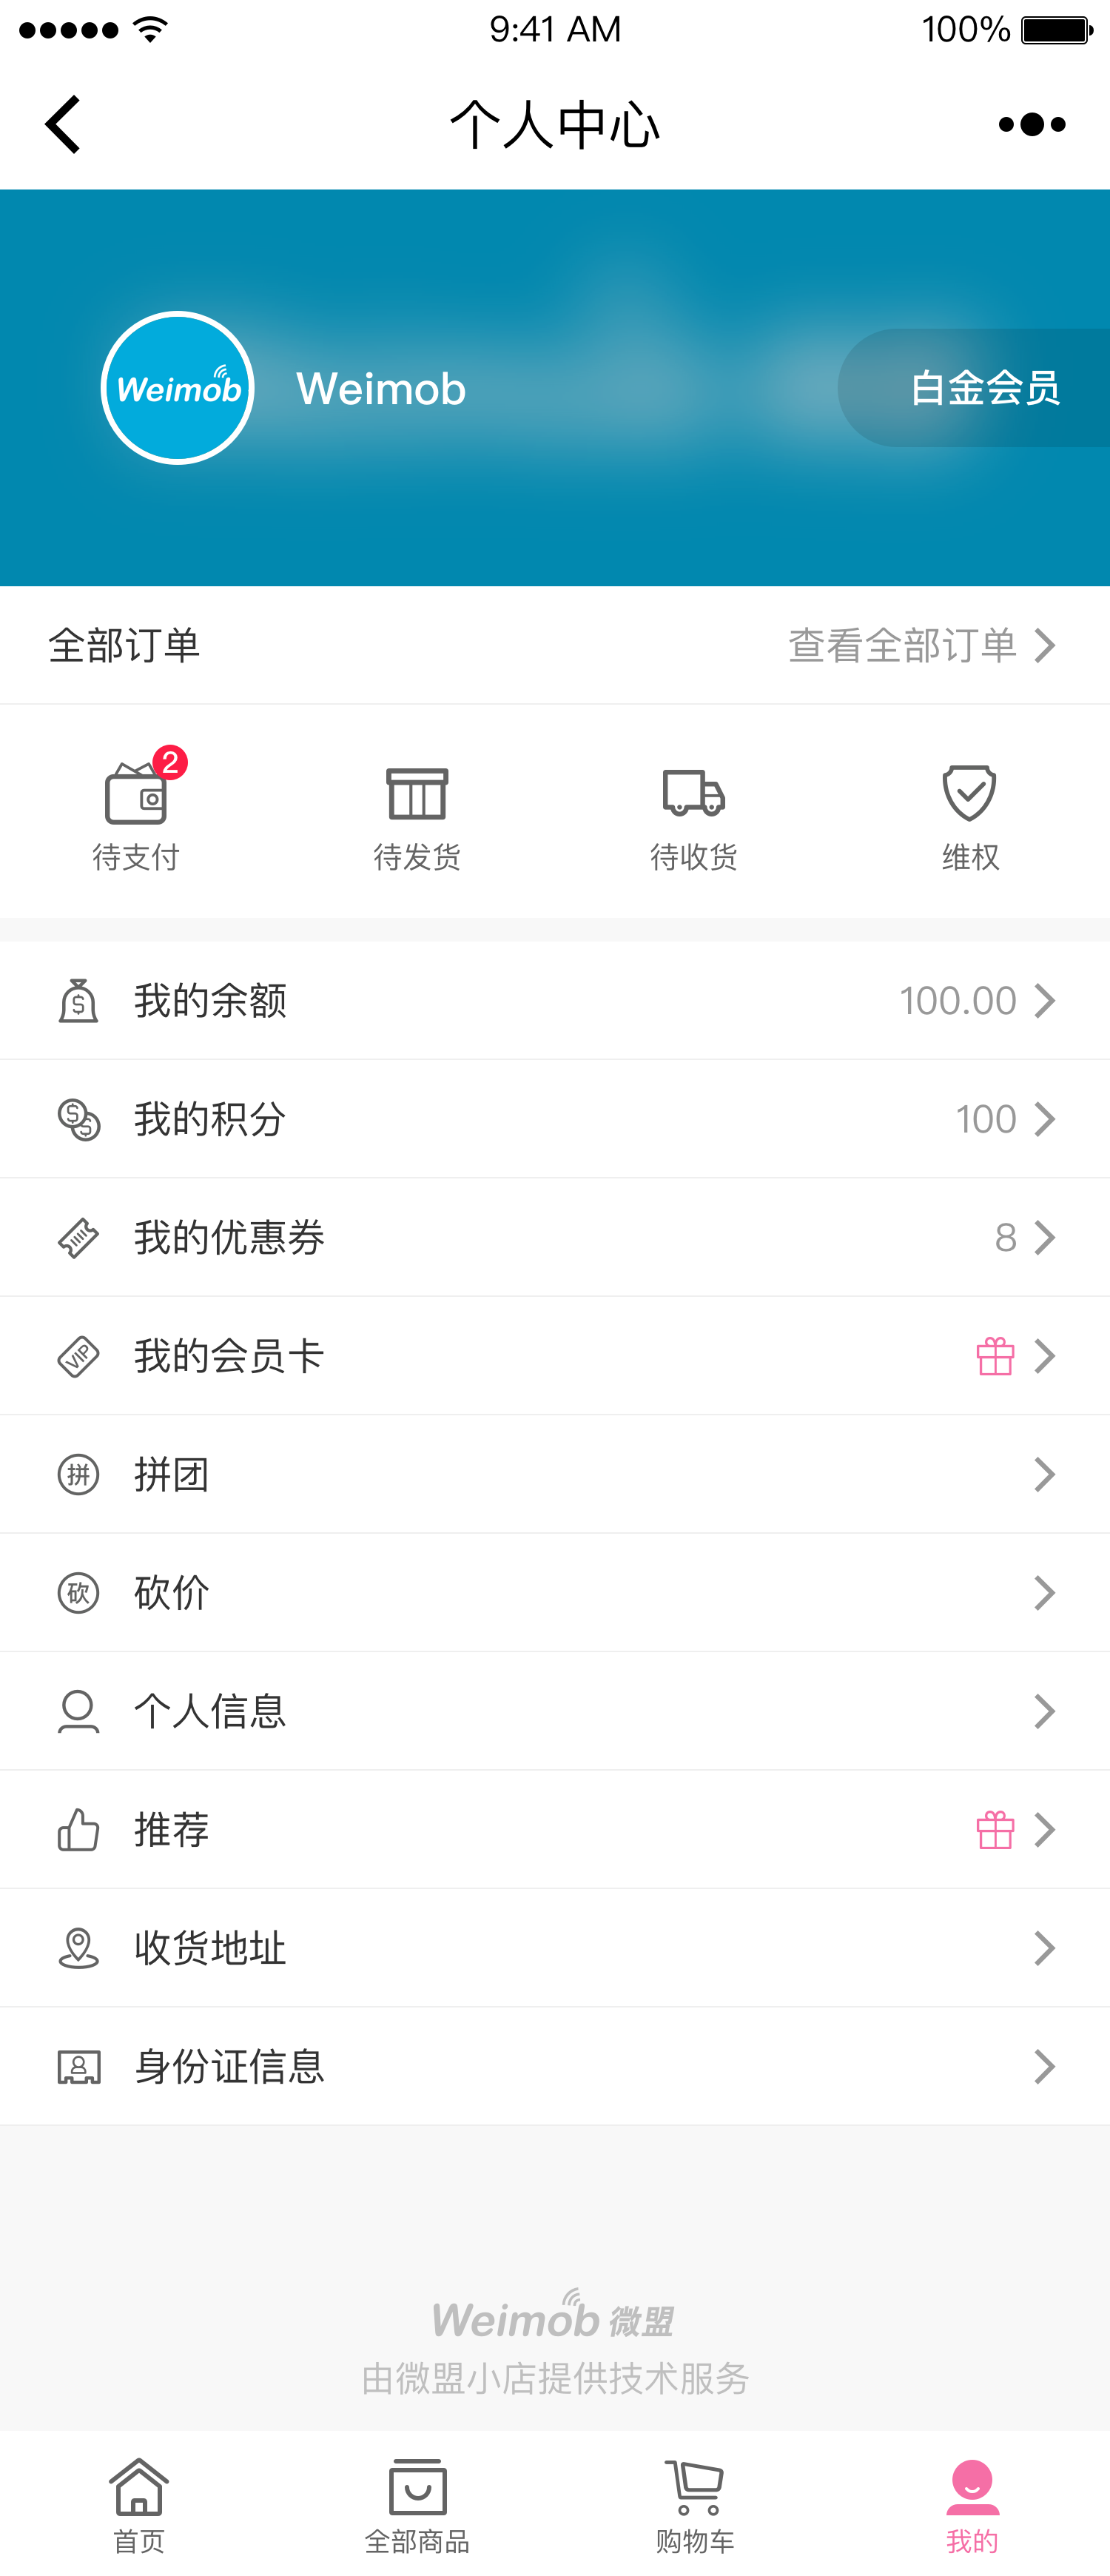 9:41 AM
100%
个人中心
Weimob
Weimob
白金会员
全部订单
查看全部订单
2
待支付
待发货
待收货
维权
$
我的余额
100.00
$ $
我的积分
100
我的优惠券
8
VIP
我的会员卡
拼
拼团
砍
砍价
个人信息
推荐
收货地址
身份证信息
Weimob 微盟
由微盟小店提供技术服务
首页
全部商品
购物车
我的